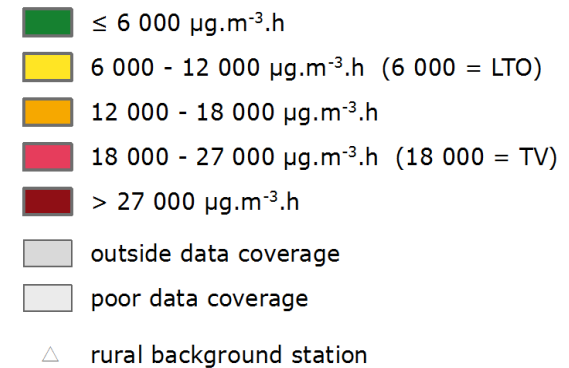 ≤ 6 000 µg.m⁻³.h
6 000 - 12 000 µg.m⁻³.h (6 000 = LTO)
12 000 - 18 000 µg.m⁻³.h
18 000 - 27 000 µg.m⁻³.h (18 000 = TV)
> 27 000 µg.m⁻³.h
outside data coverage
poor data coverage
rural background station